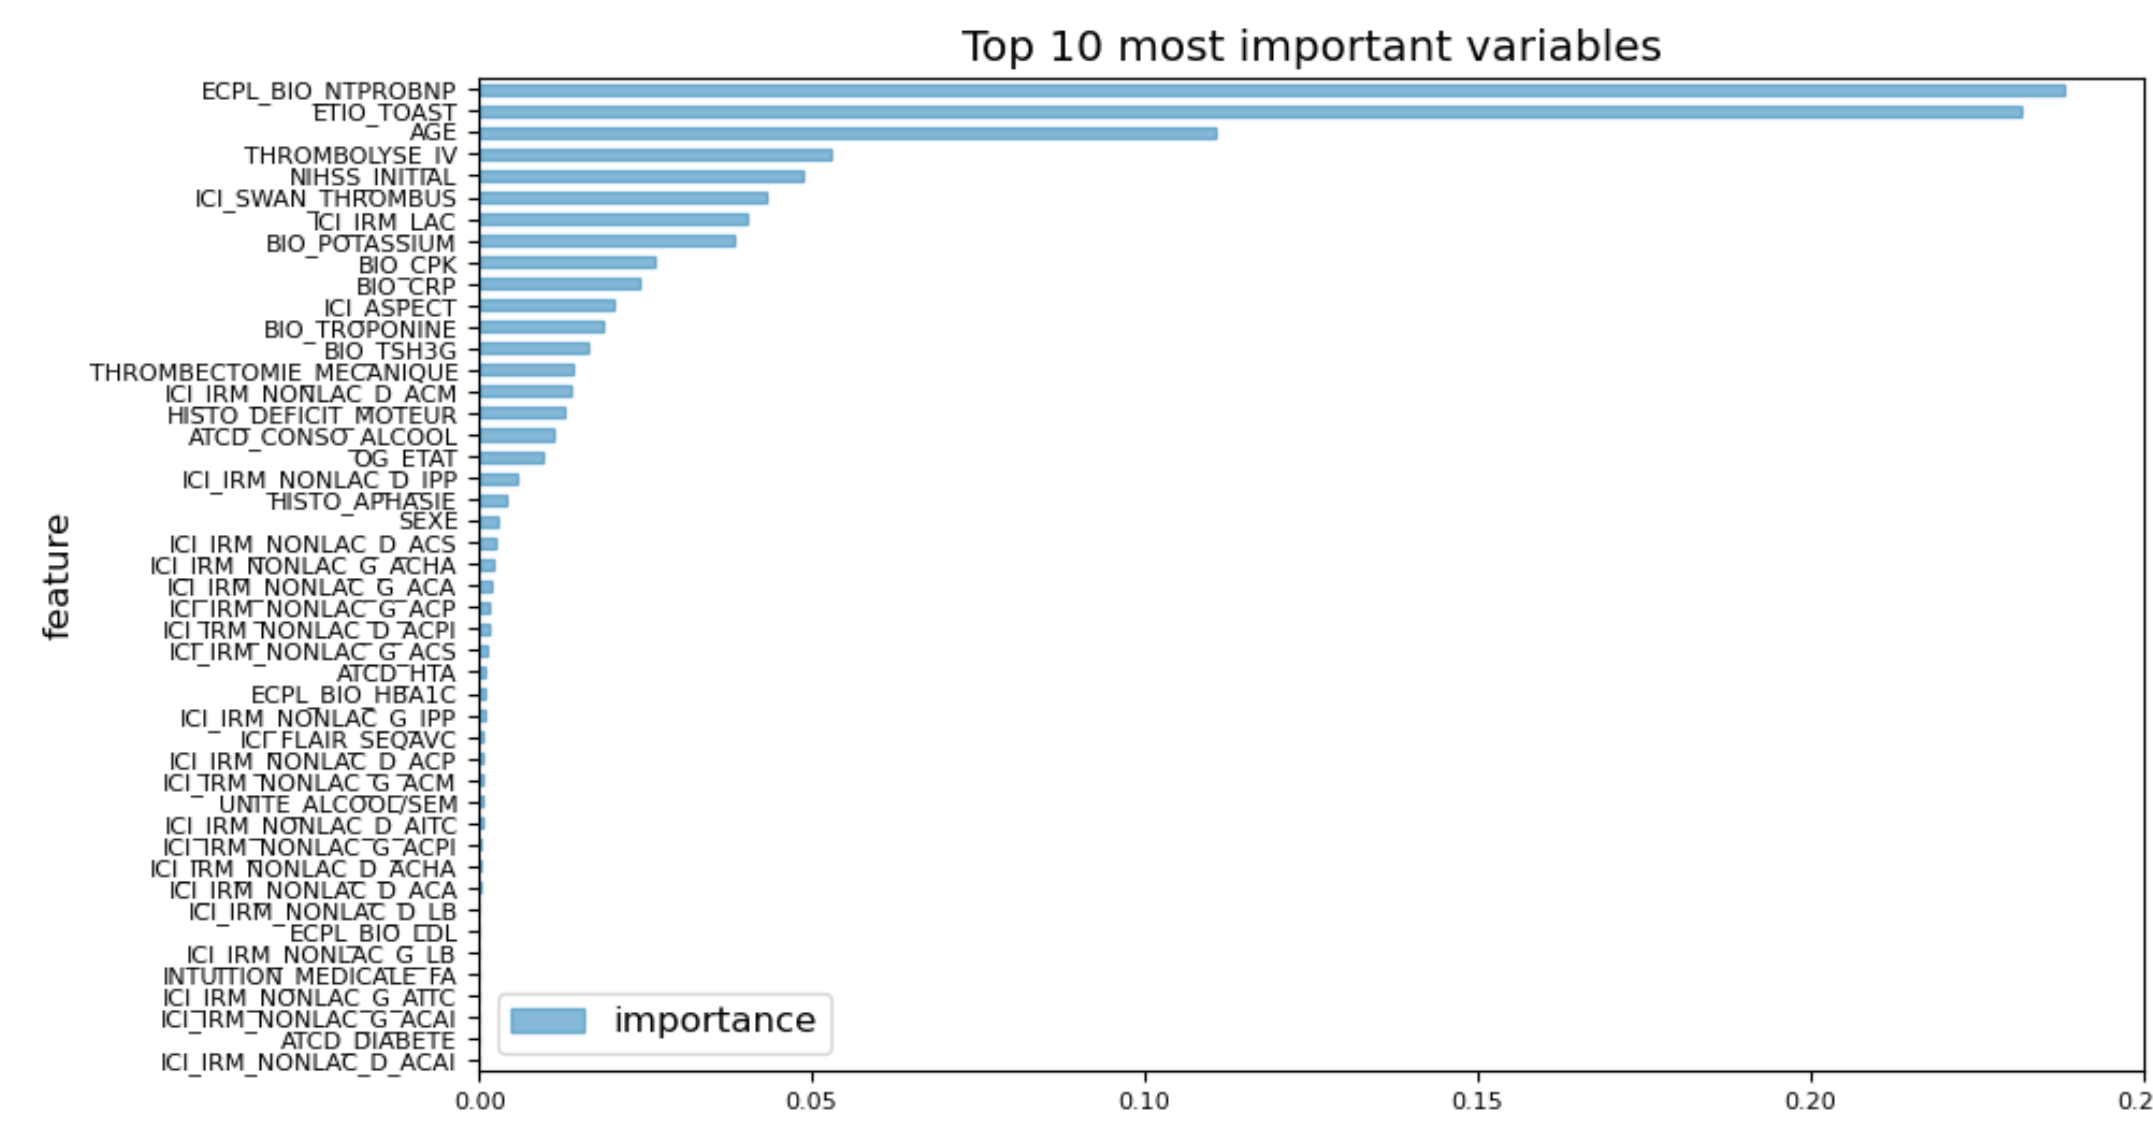 Top 10 most important variables
ECPL_BIO_NTPROBNP
ETIO_TOAST
AGE
THROMBOLYSE_IV
NIHSS_INITIAL
ICI_SWAN_THROMBUS
ICI_IRM_LAC
BIO_POTASSIUM
BIO_CPK
BIO_CRP
ICI_ASPECT
BIO_TROPONINE
BIO_TSH3G
THROMBECTOMIE_MECANIQUE
ICI_IRM_NONLAC_D_ACM
HISTO_DEFICIT_MOTEUR
ATCD_CONSO_ALCOOL
OG_ETAT
ICI_IRM_NONLAC_D_IPP
HISTO_APHASIE
SEXE
ICI_IRM_NONLAC_D_ACS
ICI_IRM_NONLAC_G_ACHA
ICI_IRM_NONLAC_G_ACA
ICI_IRM_NONLAC_G_ACP
ICI_IRM_NONLAC_D_ACPI
ICI_IRM_NONLAC_G_ACS
ATCD_HTA
ECPL_BIO_HBA1C
ICI_IRM_NONLAC_G_IPP
ICI_FLAIR_SEQAVC
ICI_IRM_NONLAC_D_ACP
ICI_IRM_NONLAC_G_ACM
UNITE_ALCOOL/SEM
ICI_IRM_NONLAC_D_AITC
ICI_IRM_NONLAC_G_ACPI
ICI_IRM_NONLAC_D_ACHA
ICI_IRM_NONLAC_D_ACA
ICI_IRM_NONLAC_D_LB
ECPL_BIO_LDL
ICI_IRM_NONLAC_G_LB
INTUITION_MEDICALE_FA
ICI_IRM_NONLAC_G_AITC
ICI_IRM_NONLAC_G_ACAI
ATCD_DIABETE
ICI_IRM_NONLAC_D_ACAI
feature
importance
0.00 0.05 0.10 0.15 0.20 0.2